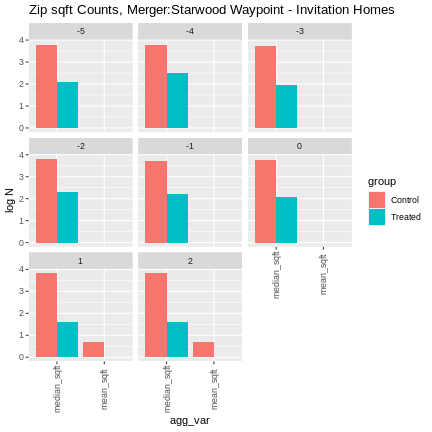 Zip sqft Counts, Merger:Starwood Waypoint - Invitation Homes
-5
-4
-3
4
3
2
1
0
-2
-1
0
4
3
2
1
0
1
2
4
3
2
1
0
median_sqft
mean_sqft
median_sqft
mean_sqft
median_sqft
mean_sqft
log N
agg_var
group
Control
Treated